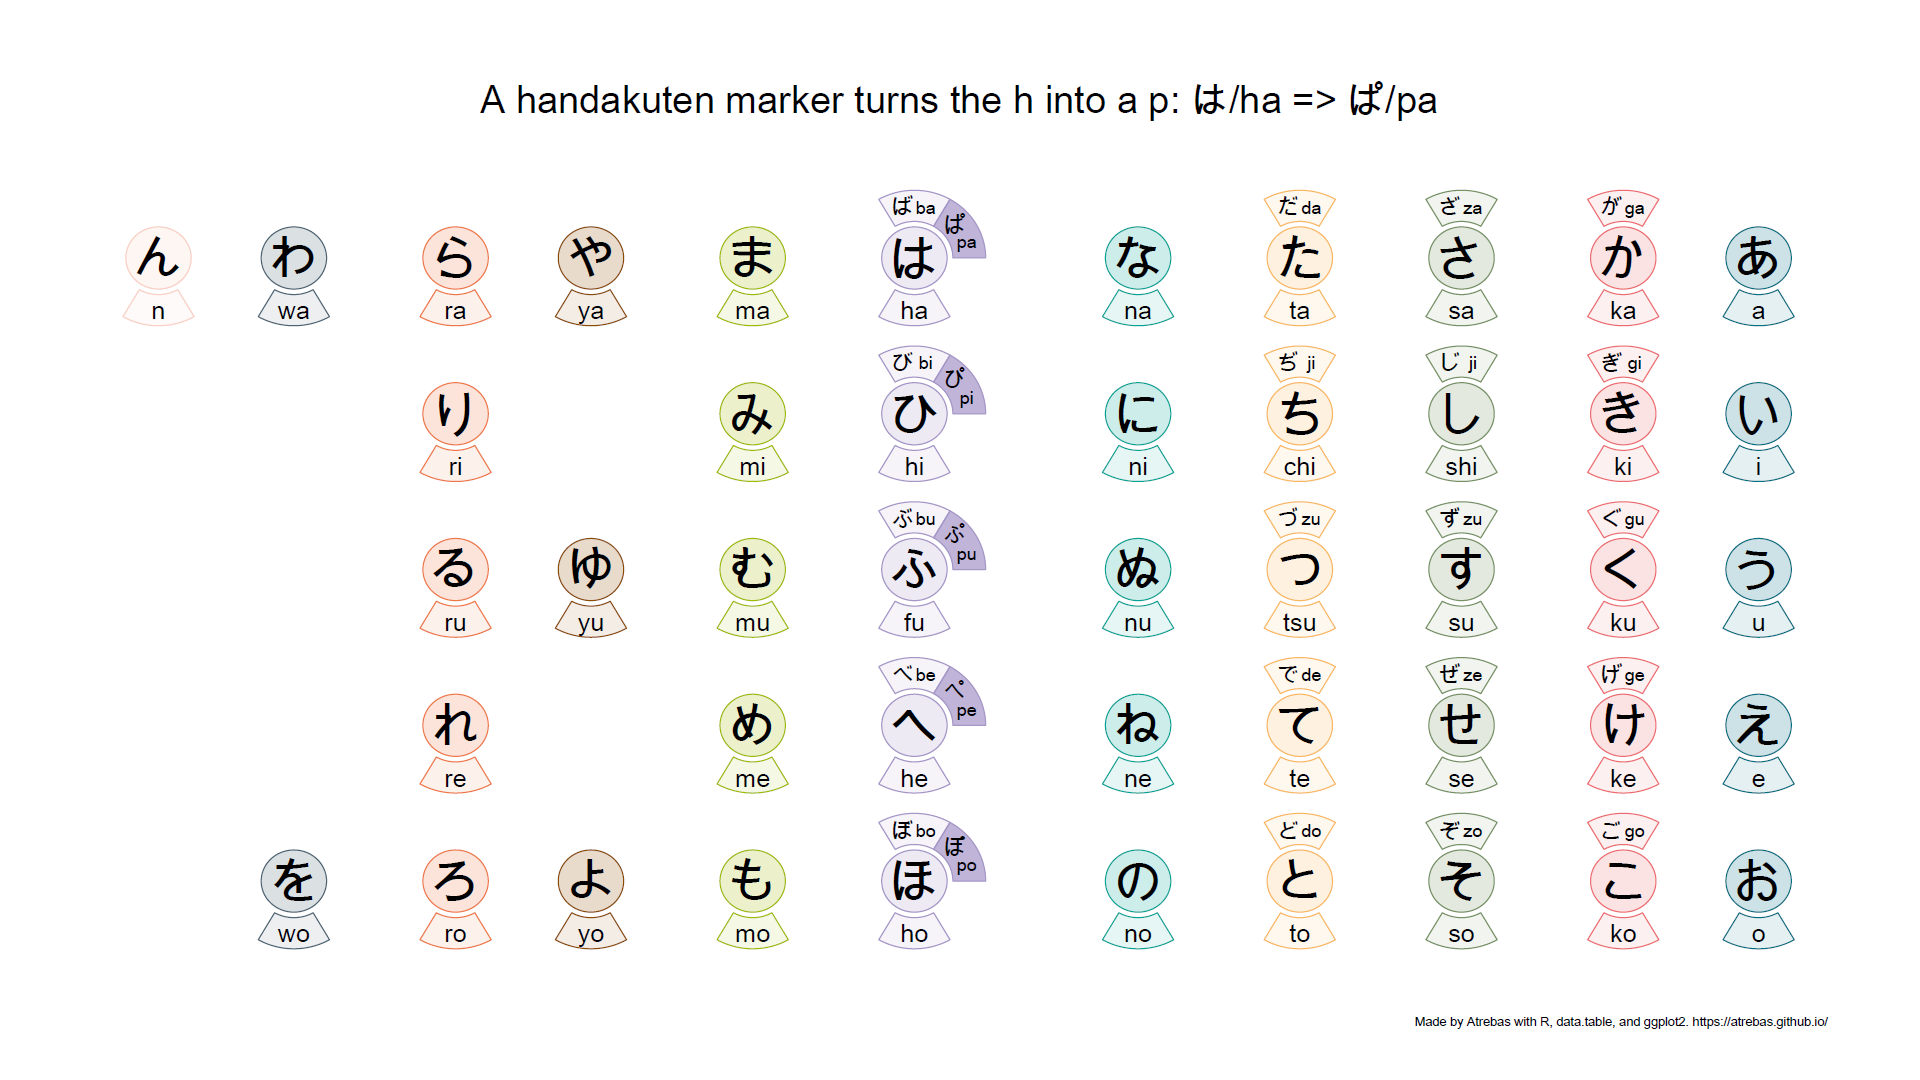 A handakuten marker turns the h into a p: は/ha => ぱ/pa
ば ba ぱ pa だ da ざ za が ga
ん わ ら や ま は な た さ か あ
n wa ra ya ma ha na ta sa ka a
び bi ぴ pi ぢ ji じ ji ぎ gi
り み ひ に ち し き い
ri mi hi ni chi shi ki i
ぶ bu ぷ pu づ zu ず zu ぐ gu
る ゆ む ふ ぬ つ す く う
ru yu mu fu nu tsu su ku u
べ be ぺ pe で de ぜ ze げ ge
れ め へ ね て せ け え
re me he ne te se ke e
ぼ bo ぽ po ど do ぞ zo ご go
を ろ よ も ほ の と そ こ お
wo ro yo mo ho no to so ko o
Made by Atrebas with R, data.table, and ggplot2. https://atrebas.github.io/